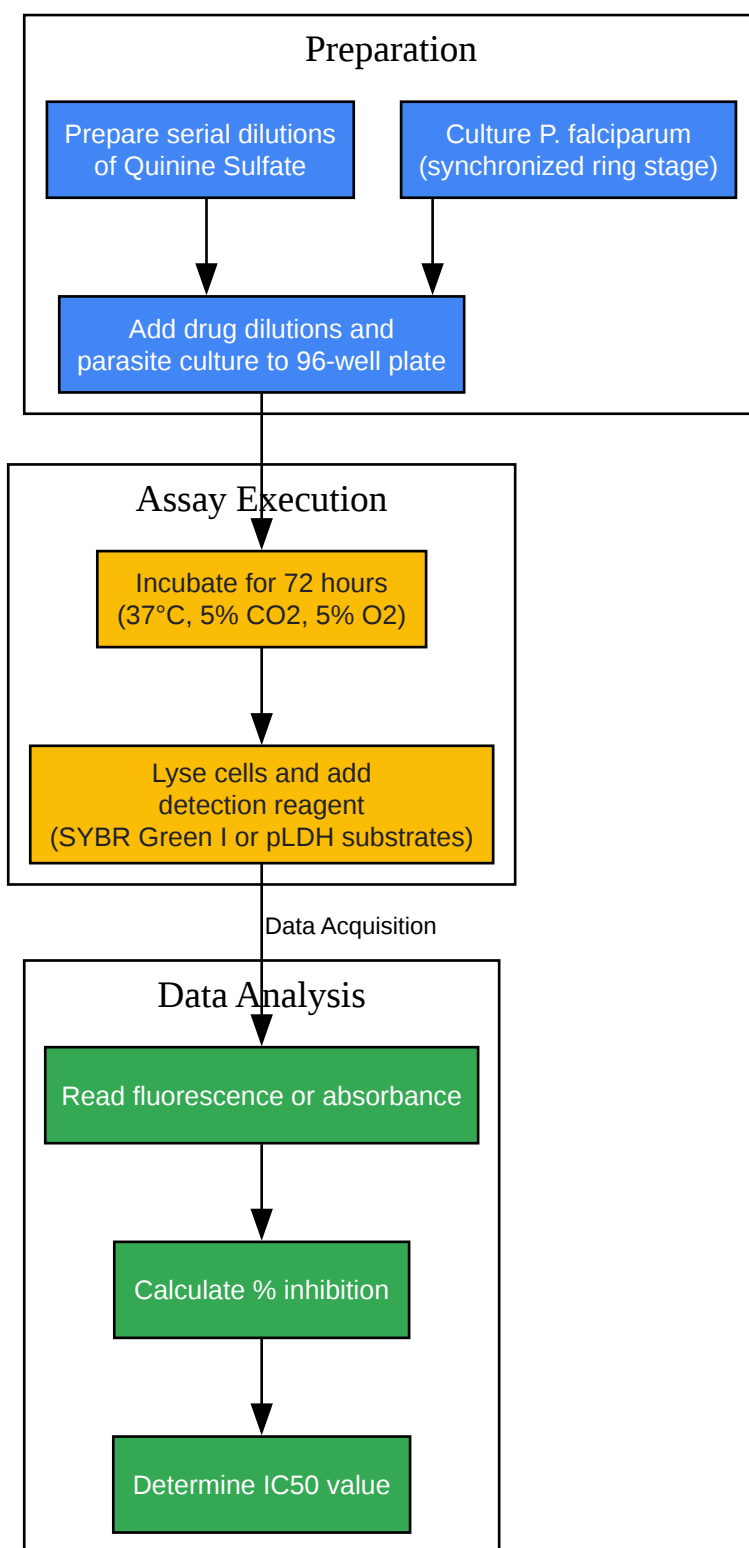 Preparation
Prepare serial dilutions
of Quinine Sulfate
Culture P. falciparum
(synchronized ring stage)
Add drug dilutions and
parasite culture to 96-well plate
Assay Execution
Incubate for 72 hours
(37°C, 5% CO2, 5% O2)
Lyse cells and add
detection reagent
(SYBR Green I or pLDH substrates)
Data Acquisition
Data Analysis
Read fluorescence or absorbance
Calculate % inhibition
Determine IC50 value